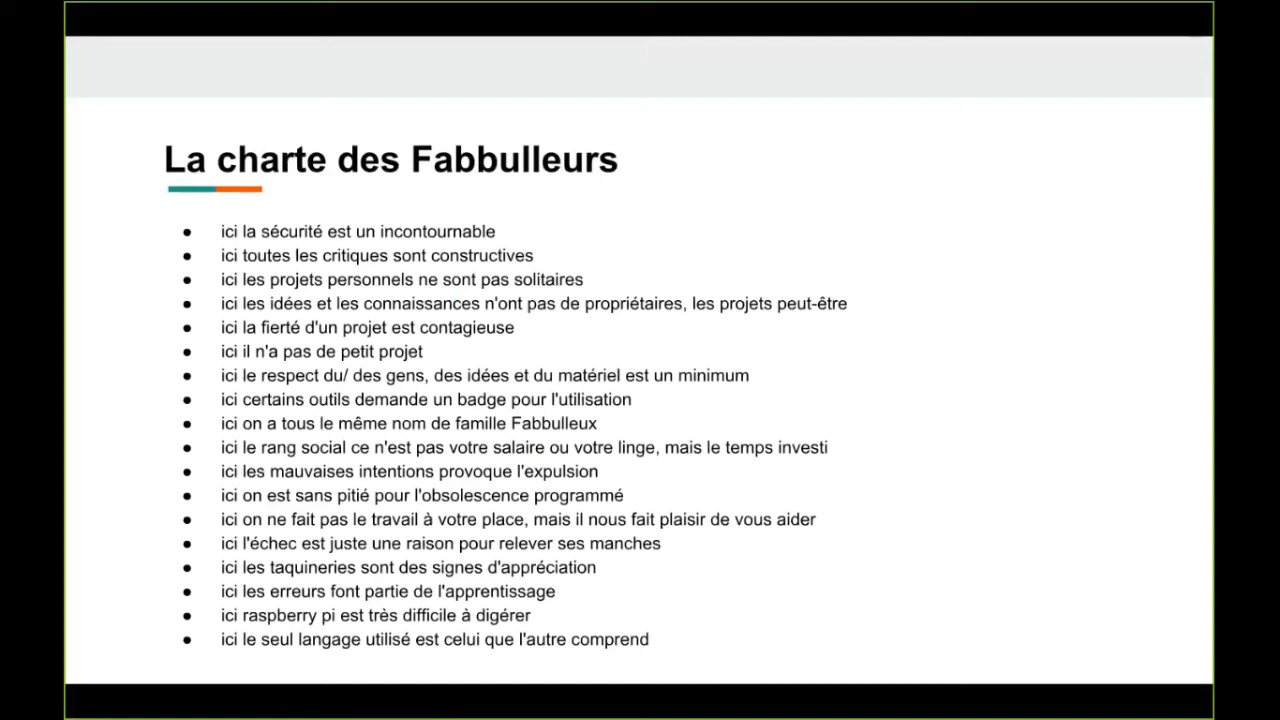 La charte des Fabbulleurs
● ici la sécurité est un incontournable
● ici toutes les critiques sont constructives
● ici les projets personnels ne sont pas solitaires
● ici les idées et les connaissances n'ont pas de propriétaires, les projets peut-être
● ici la fierté d'un projet est contagieuse
● ici il n'a pas de petit projet
● ici le respect du/ des gens, des idées et du matériel est un minimum
● ici certains outils demande un badge pour l'utilisation
● ici on a tous le même nom de famille Fabbulleux
● ici le rang social ce n'est pas votre salaire ou votre linge, mais le temps investi
● ici les mauvaises intentions provoque l'expulsion
● ici on est sans pitié pour l'obsolescence programmé
● ici on ne fait pas le travail à votre place, mais il nous fait plaisir de vous aider
● ici l'échec est juste une raison pour relever ses manches
● ici les taquineries sont des signes d'appréciation
● ici les erreurs font partie de l'apprentissage
● ici raspberry pi est très difficile à digérer
● ici le seul langage utilisé est celui que l'autre comprend